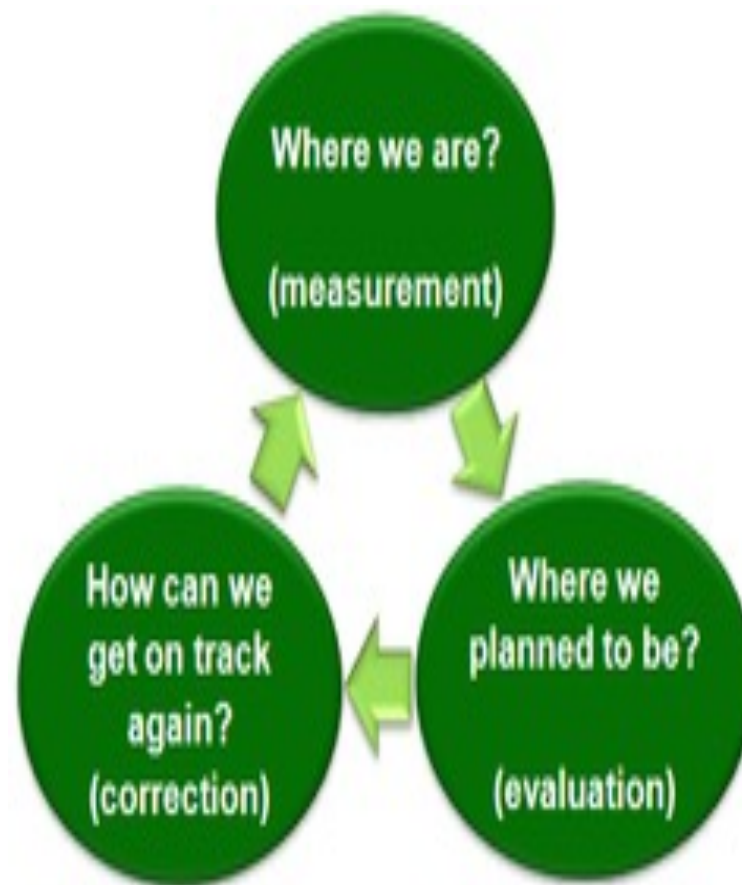 Where we are?
(measurement)
Where we
planned to be?
(evaluation)
How can we
get on track
again?
(correction)